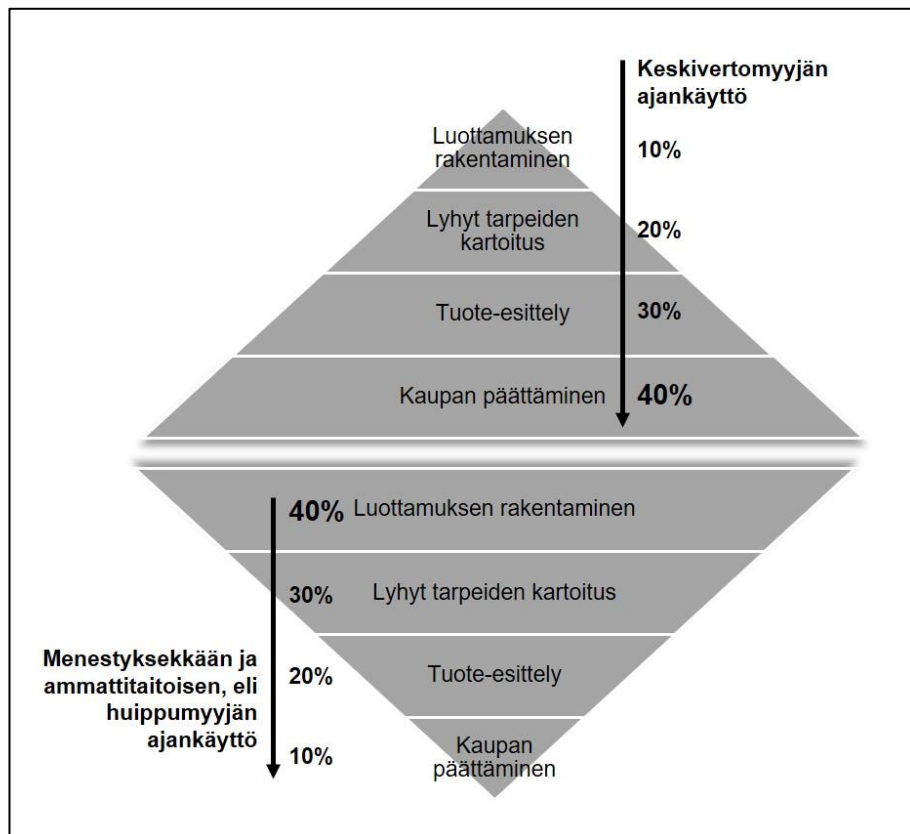 Keskivertomyyjän
ajankäyttö
Luottamuksen
rakentaminen
10%
Lyhyt tarpeiden
kartoitus
20%
Tuote-esittely
30%
Kaupan päättäminen
40%
40%
Luottamuksen rakentaminen
30%
Lyhyt tarpeiden kartoitus
Menestyksekkään ja
ammattitaitoisen, eli
huippumyyjän
ajankäyttö
20%
Tuote-esittely
10%
Kaupan
päättäminen